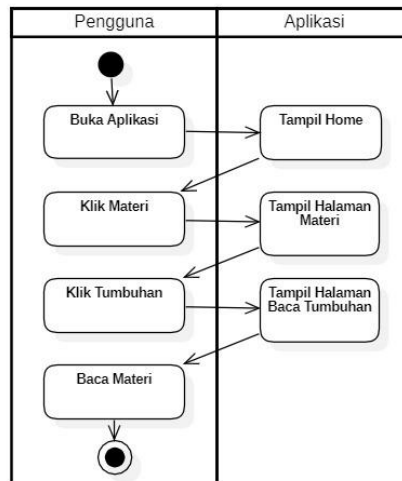 Pengguna
Aplikasi
Buka Aplikasi
Tampil Home
Klik Materi
Tampil Halaman
Materi
Klik Tumbuhan
Tampil Halaman
Baca Tumbuhan
Baca Materi